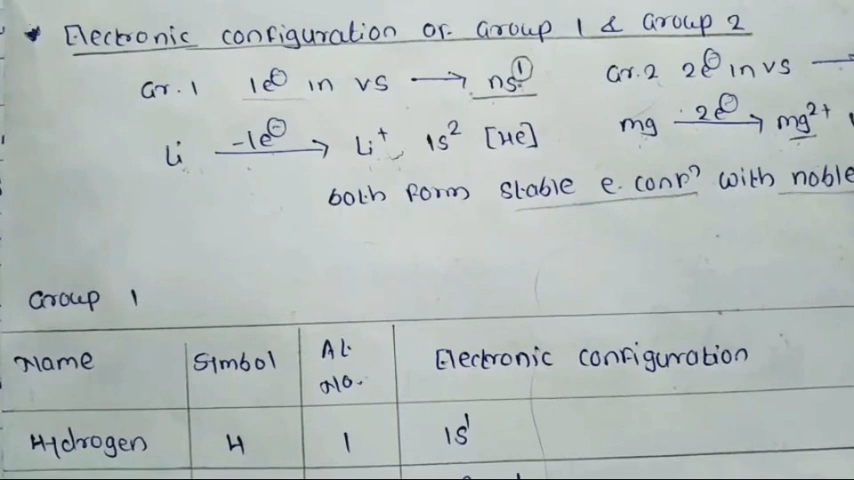 * Electronic configuration of Group 1 & Group 2
Gr. 1 1e⊖ in vs → ns① Gr. 2 2e⊖ in vs →
Li -1e⊖→ Li+ 1s² [He] mg -2e⊖→ mg²+
both form stable e. confn with noble
Group 1
Name Simbol At. No. Electronic configuration
Hydrogen H 1 1s¹